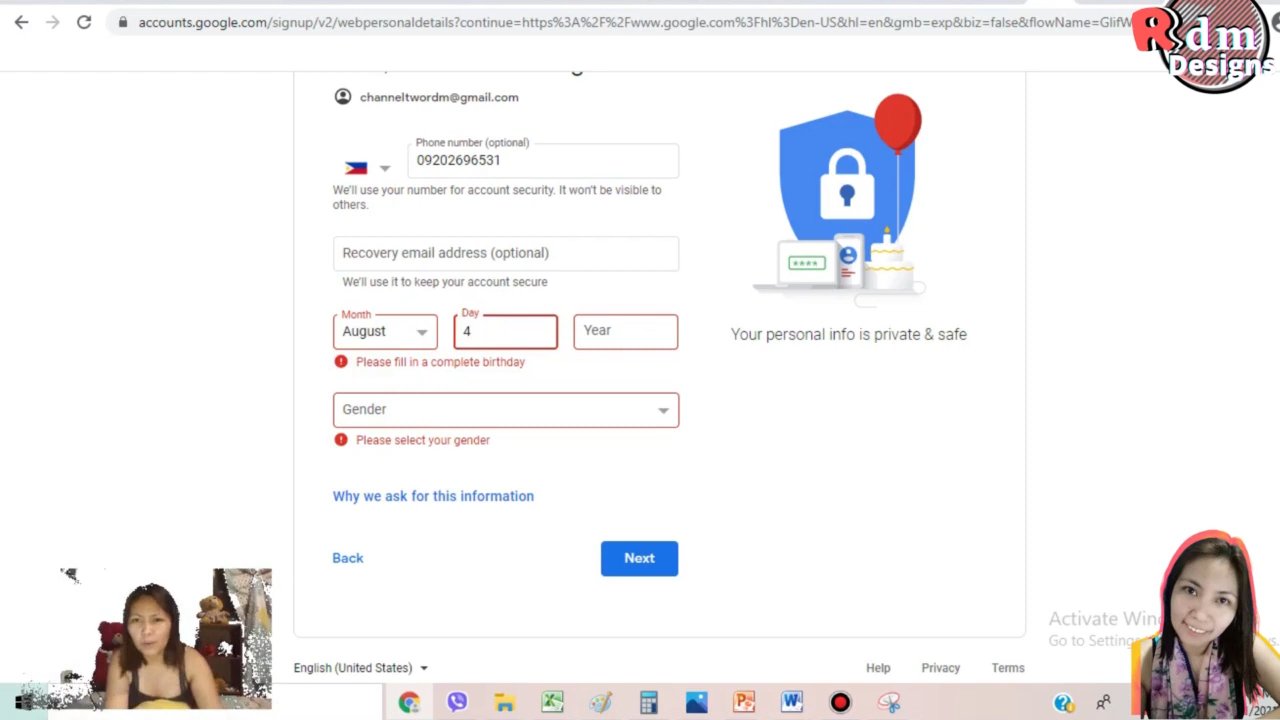 accounts.google.com/signup/v2/webpersonaldetails?continue=https%3A%2F%2Fwww.google.com%3Fhl%3Den-US&hl=en&gmb=exp&biz=false&flowName=GlifW
Rdm
Designs
channeltwordm@gmail.com
Phone number (optional)
09202696531
We'll use your number for account security. It won't be visible to
others.
Recovery email address (optional)
We'll use it to keep your account secure
Month
August
Day
4
Year
Please fill in a complete birthday
Gender
Please select your gender
Why we ask for this information
Back
Next
****
Your personal info is private & safe
Activate Win
Go to Setting
English (United States)
Help
Privacy
Terms